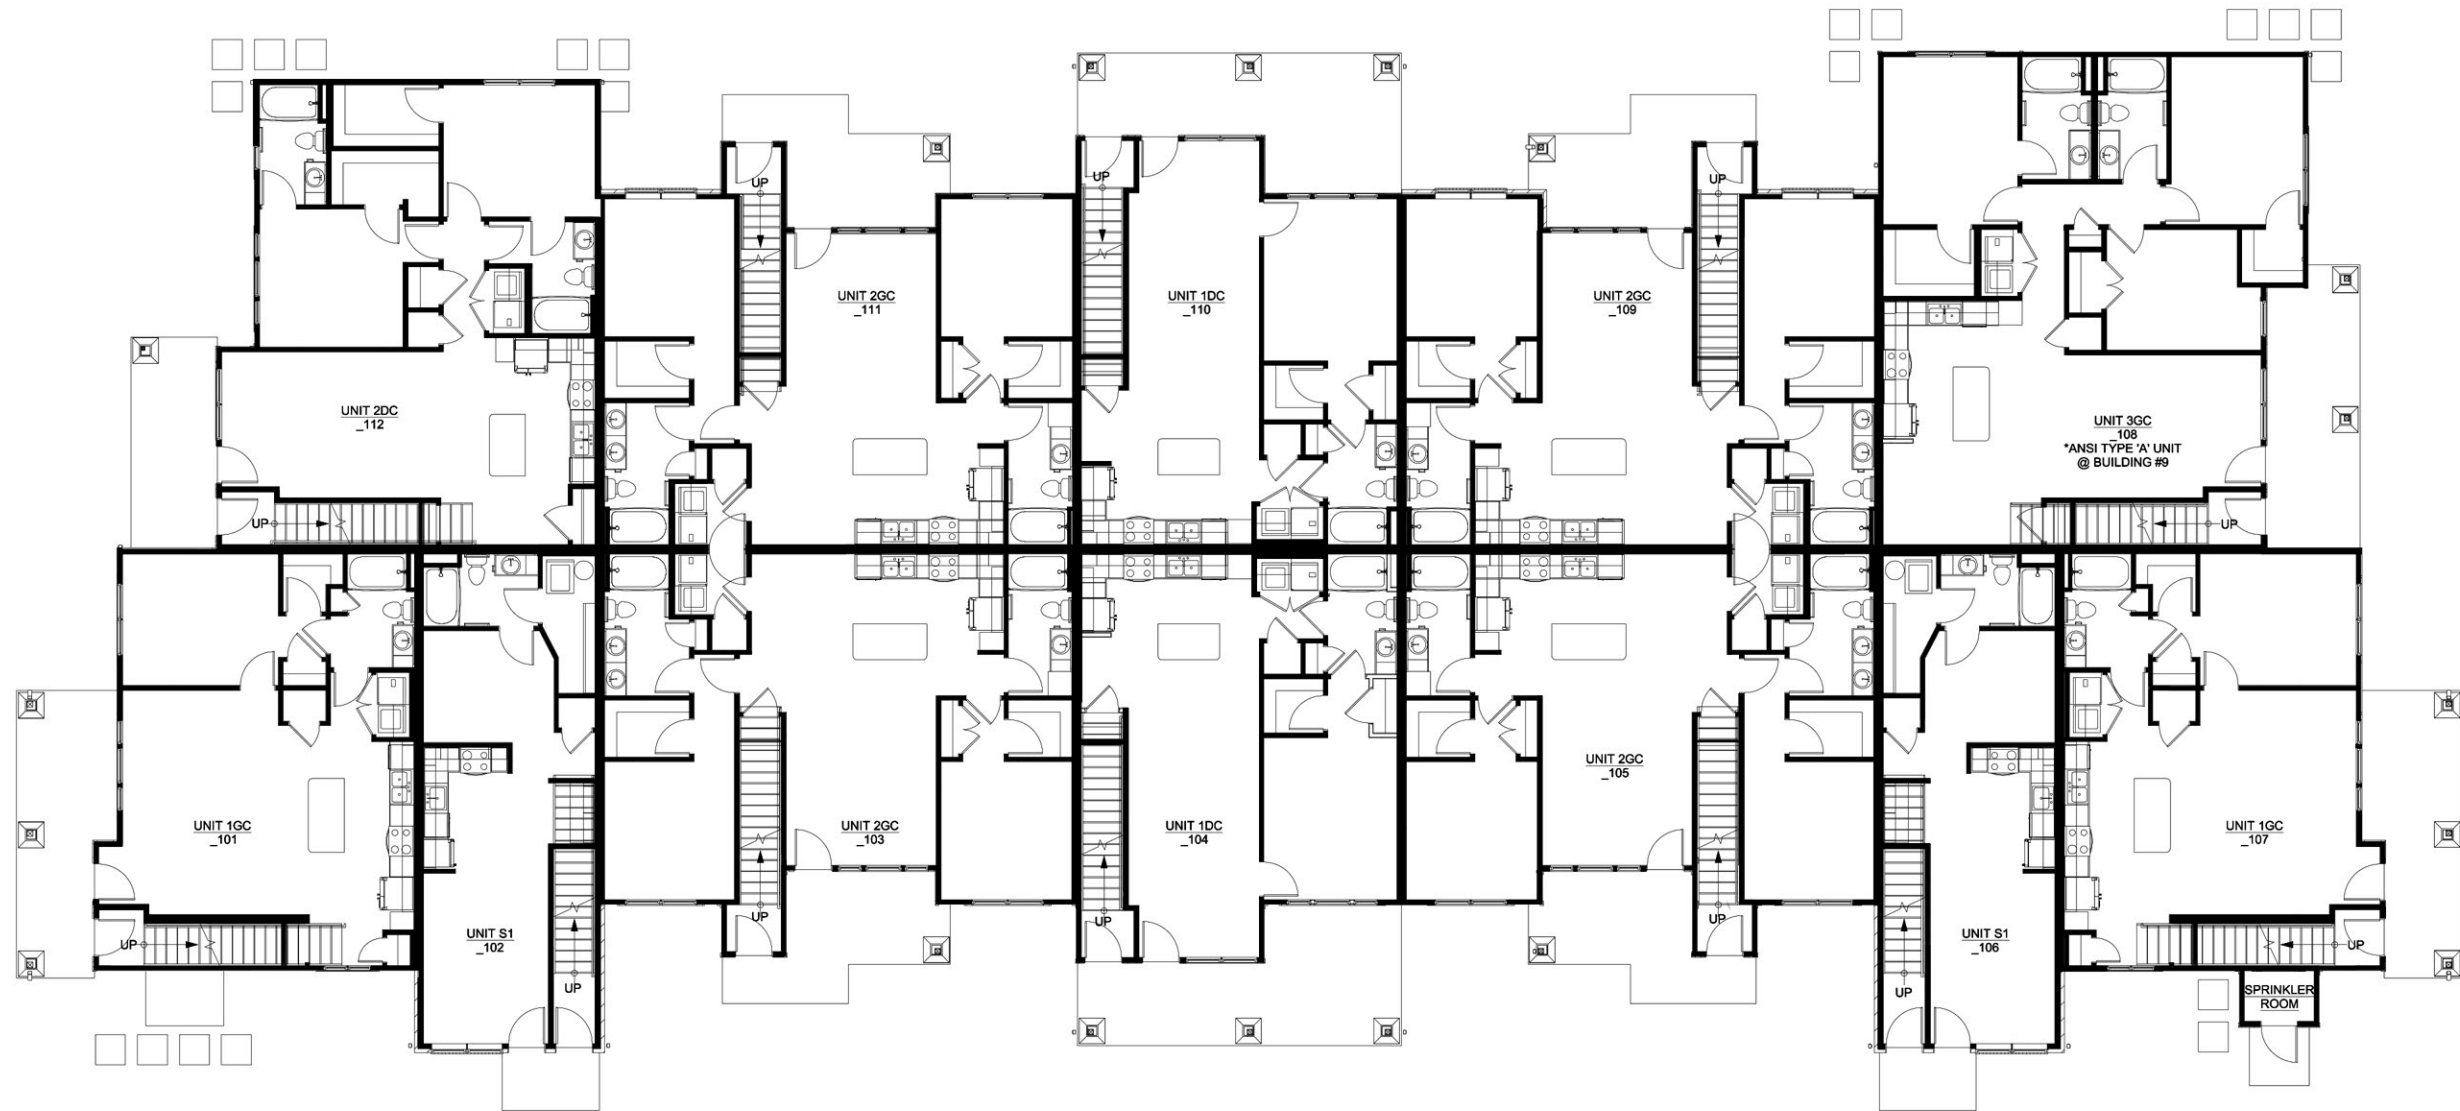 UP
UP
UP
UNIT 2GC
_111
UNIT 1DC
_110
UNIT 2GC
_109
UNIT 2DC
_112
UNIT 3GC
_108
*ANSI TYPE 'A' UNIT
@ BUILDING #9
UP
UP
UNIT 1GC
_101
UNIT 2GC
_103
UNIT 1DC
_104
UNIT 2GC
_105
UNIT 1GC
_107
UP
UP
UP
UP
UNIT S1
_102
UNIT S1
_106
UP
UP
UP
SPRINKLER
ROOM